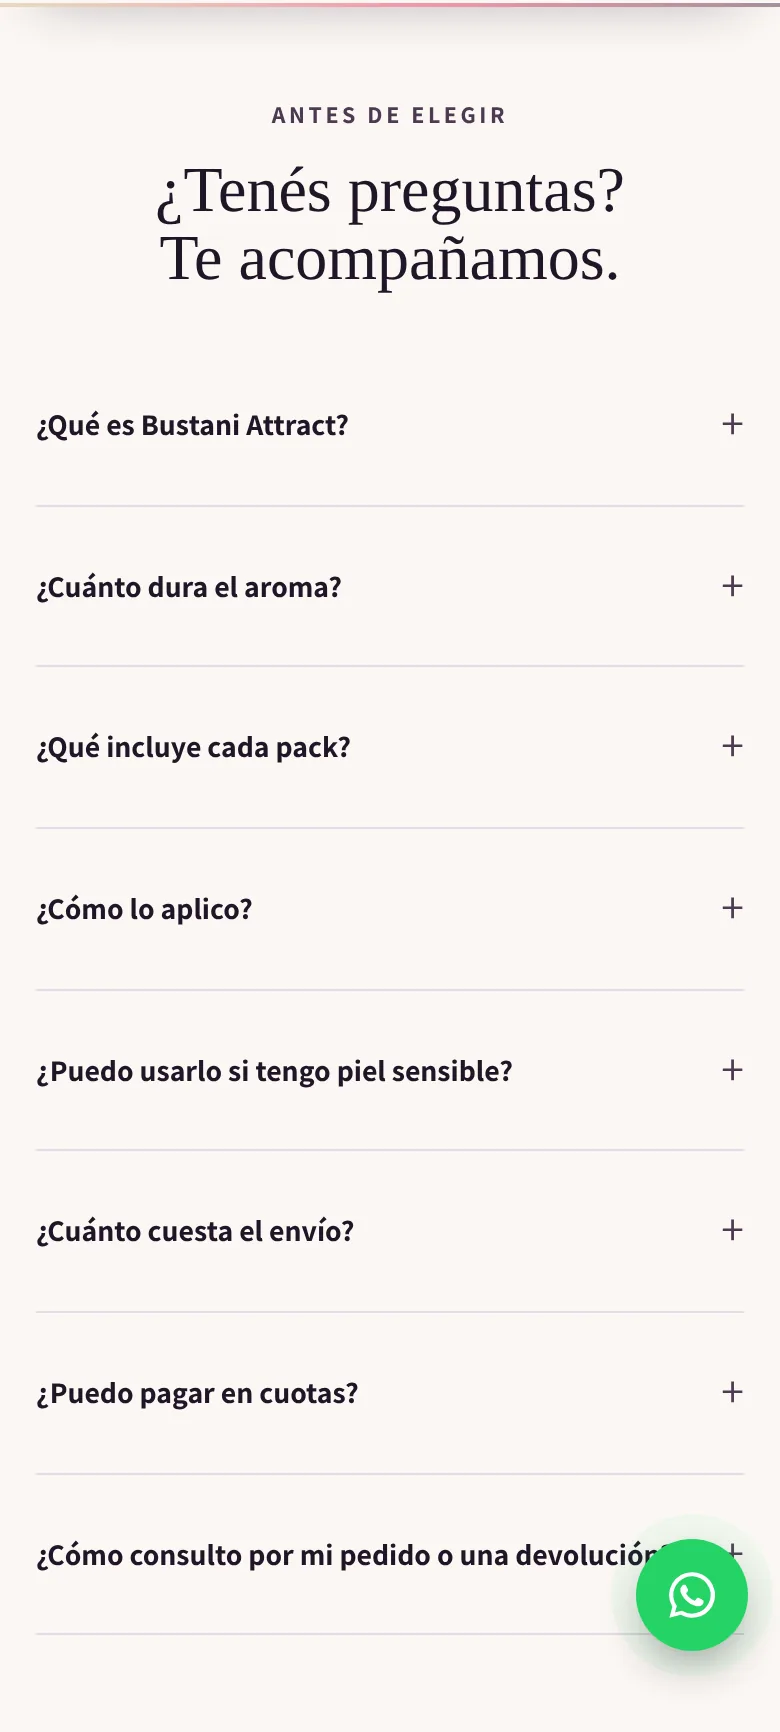 ANTES DE ELEGIR
¿Tenés preguntas?
Te acompañamos.
¿Qué es Bustani Attract?
¿Cuánto dura el aroma?
¿Qué incluye cada pack?
¿Cómo lo aplico?
¿Puedo usarlo si tengo piel sensible?
¿Cuánto cuesta el envío?
¿Puedo pagar en cuotas?
¿Cómo consulto por mi pedido o una devolución?